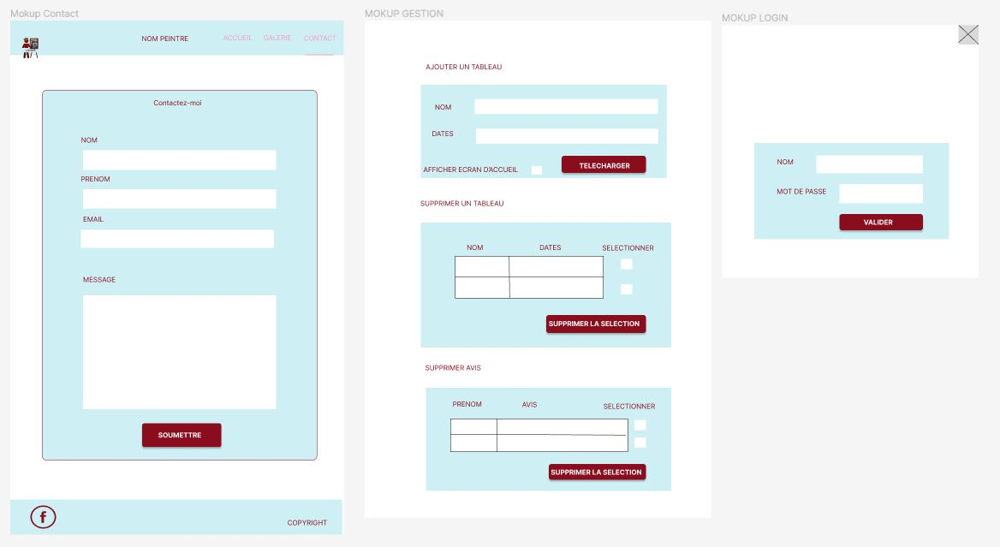 Mokup Contact
NOM PEINTRE
ACCUEIL
GALERIE
CONTACT
Contactez-moi
NOM
PRENOM
EMAIL
MESSAGE
SOUMETTRE
f
COPYRIGHT
MOKUP GESTION
AJOUTER UN TABLEAU
NOM
DATES
AFFICHER ECRAN D'ACCUEIL
TELECHARGER
SUPPRIMER UN TABLEAU
NOM DATES SELECTIONNER
SUPPRIMER LA SELECTION
SUPPRIMER AVIS
PRENOM AVIS SELECTIONNER
SUPPRIMER LA SELECTION
MOKUP LOGIN
NOM
MOT DE PASSE
VALIDER